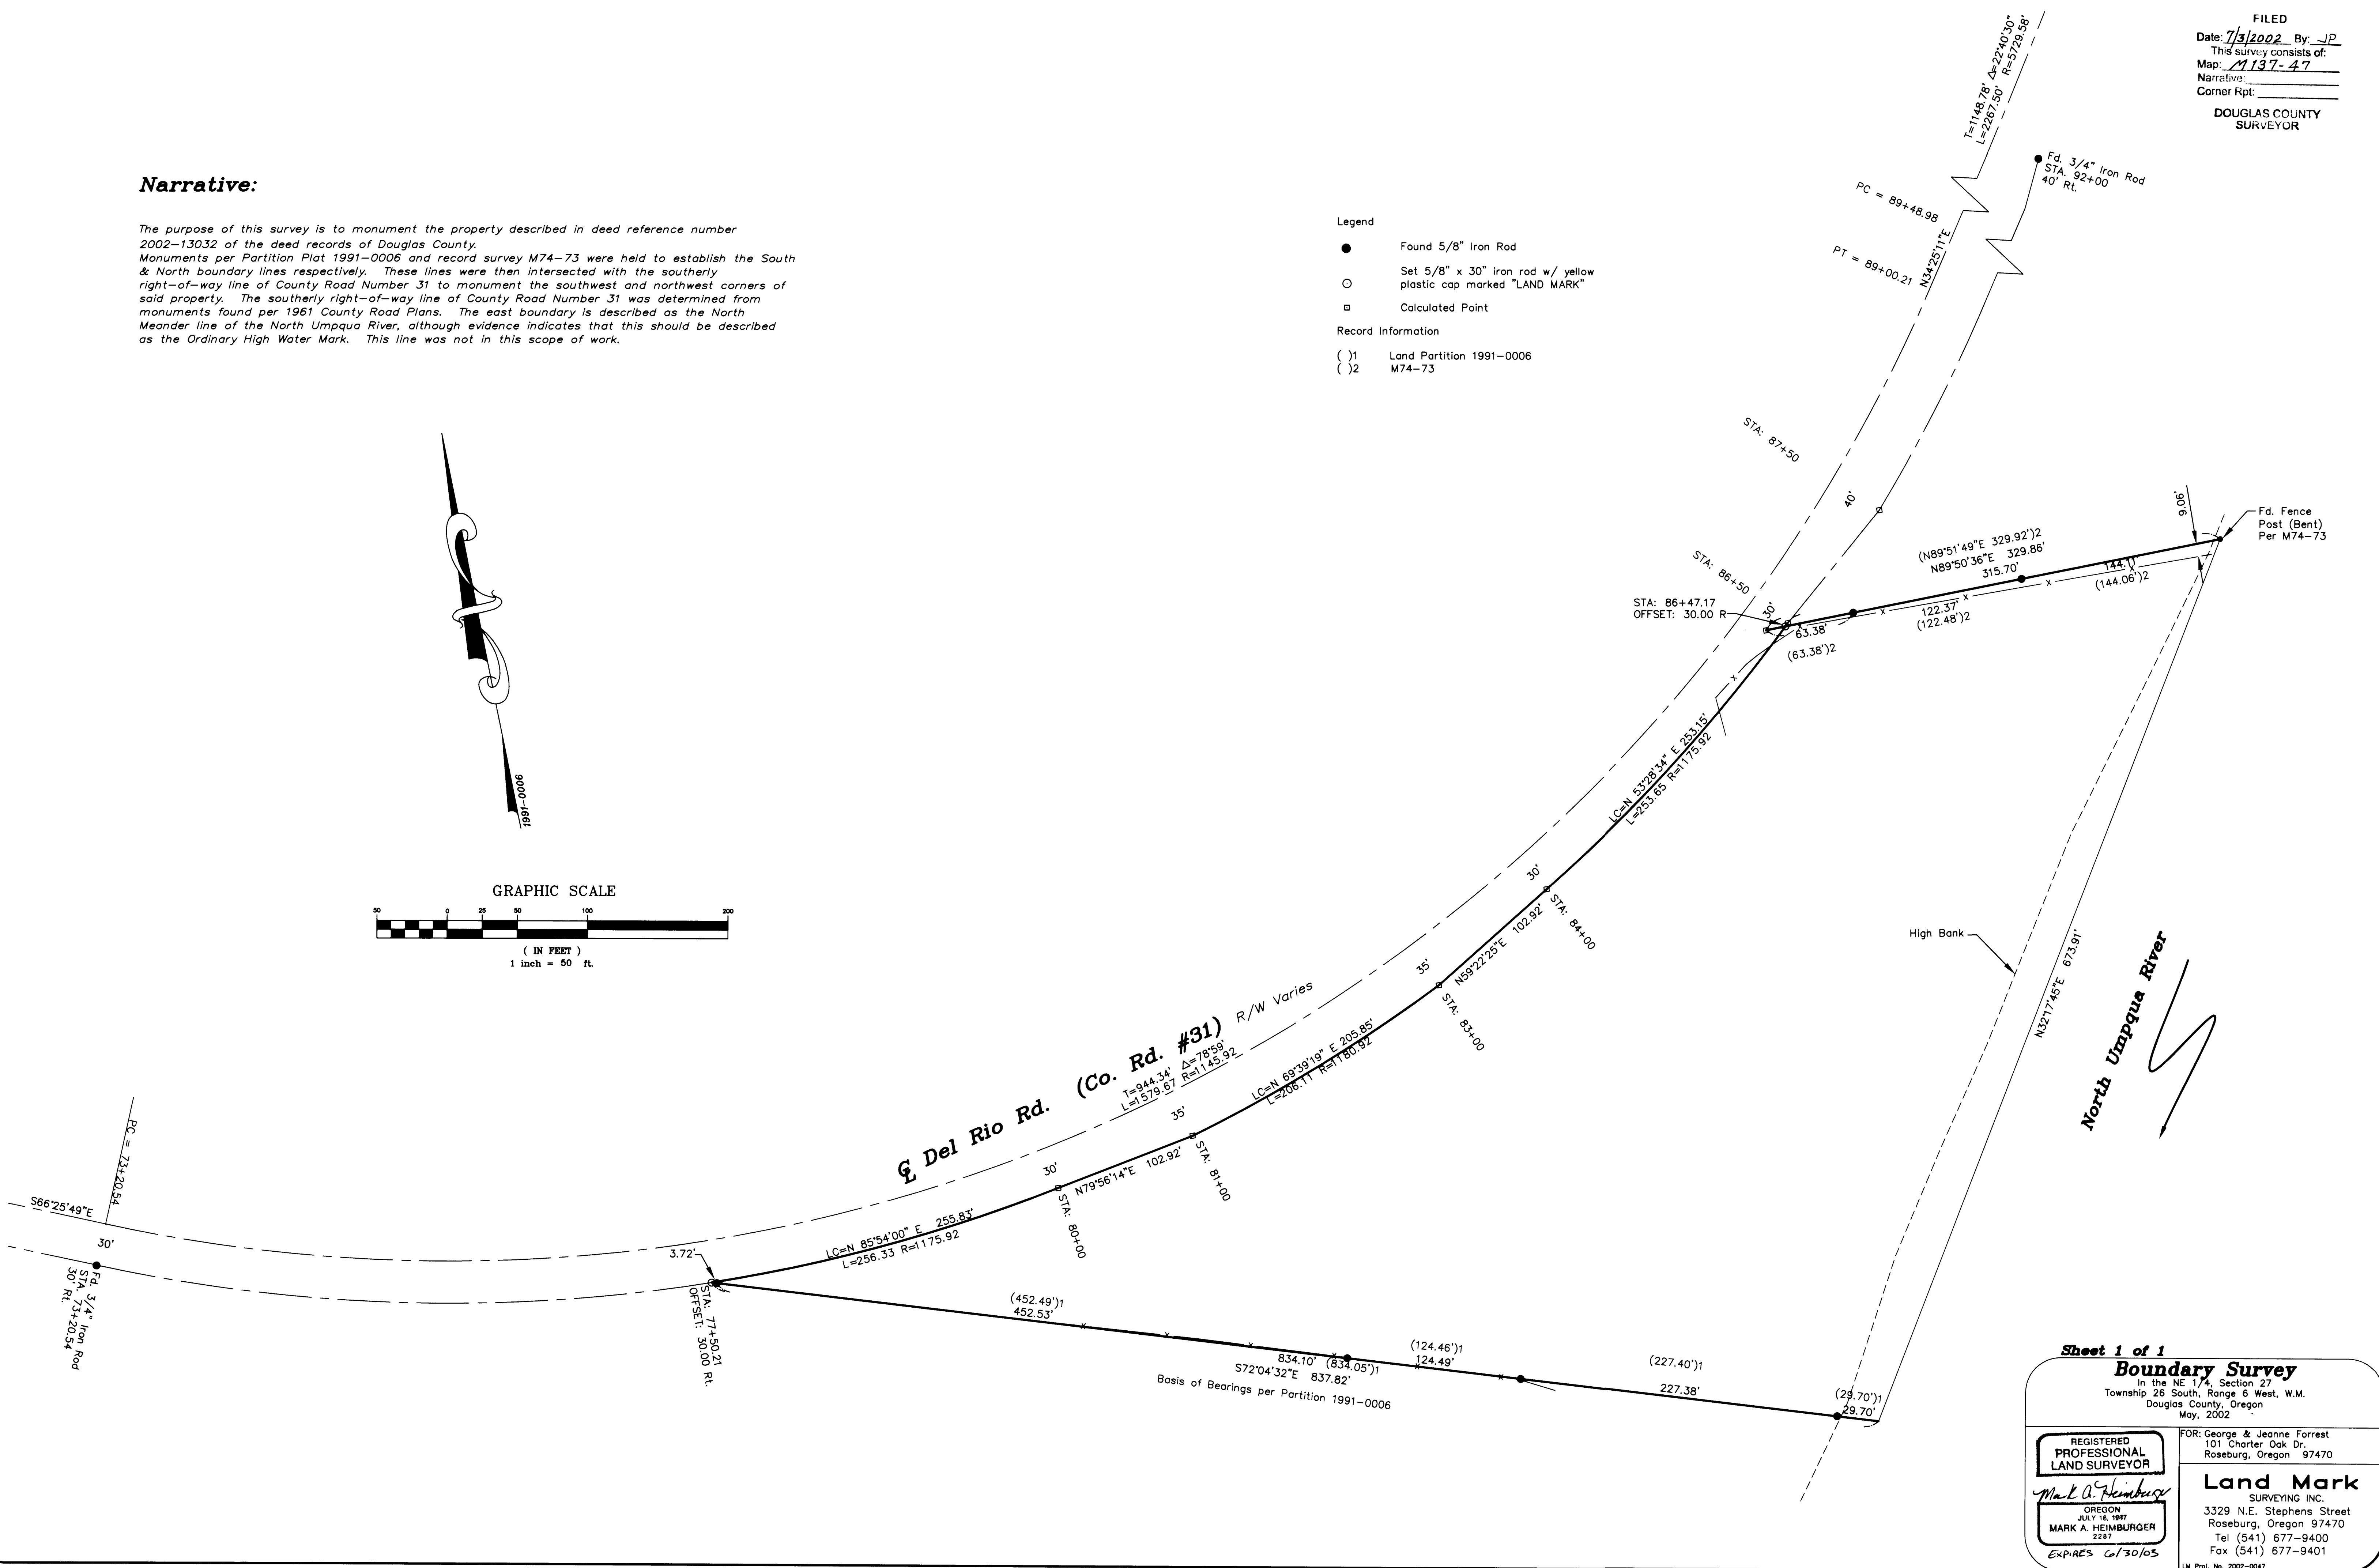 FILED
Date: 7/3/2002 By: JP
This survey consists of:
Map: M137-47
Narrative:
Corner Rpt:
DOUGLAS COUNTY
SURVEYOR
Narrative:
The purpose of this survey is to monument the property described in deed reference number
2002-13032 of the deed records of Douglas County.
Monuments per Partition Plat 1991-0006 and record survey M74-73 were held to establish the South
& North boundary lines respectively. These lines were then intersected with the southerly
right-of-way line of County Road Number 31 to monument the southwest and northwest corners of
said property. The southerly right-of-way line of County Road Number 31 was determined from
monuments found per 1961 County Road Plans. The east boundary is described as the North
Meander line of the North Umpqua River, although evidence indicates that this should be described
as the Ordinary High Water Mark. This line was not in this scope of work.
Legend
Found 5/8" Iron Rod
Set 5/8" x 30" iron rod w/ yellow
plastic cap marked "LAND MARK"
Calculated Point
Record Information
( )1 Land Partition 1991-0006
( )2 M74-73
T=1148.78' Δ=22°40'30"
L=2267.50' R=5729.58'
Fd. 3/4" Iron Rod
STA. 92+00
40' Rt.
PC = 89+48.98
PT = 89+00.21
N34°25'11"E
STA: 87+50
40'
STA: 86+50
30'
STA: 86+47.17
OFFSET: 30.00 R
(N89°51'49"E 329.92')2
N89°50'36"E 329.86'
315.70'
9.06'
Fd. Fence
Post (Bent)
Per M74-73
144.11'
(144.06')2
122.37'
(122.48')2
63.38'
(63.38')2
1991-0006
GRAPHIC SCALE
50 0 25 50 100 200
( IN FEET )
1 inch = 50 ft.
LC=N 53°28'34" E 253.15'
L=253.65 R=1175.92
30'
STA: 84+00
N59°22'25"E 102.92'
35'
STA: 83+00
High Bank
N32°17'45"E 673.91'
North Umpqua River
℄ Del Rio Rd. (Co. Rd. #31) R/W Varies
T=944.34' Δ=78°59'
L=1579.67 R=1145.92
LC=N 69°39'19" E 205.85'
L=206.11 R=1180.92
35'
STA: 81+00
N79°56'14"E 102.92'
30'
STA: 80+00
LC=N 85°54'00" E 255.83'
L=256.33 R=1175.92
3.72'
STA: 77+50.21
OFFSET: 30.00 Rt.
PC = 73+20.54
S66°25'49"E
30'
Fd. 3/4" Iron Rod
STA. 73+20.54
30' Rt.
(452.49')1
452.53'
834.10' (834.05')1
S72°04'32"E 837.82'
Basis of Bearings per Partition 1991-0006
(124.46')1
124.49'
(227.40')1
227.38'
(29.70')1
29.70'
Sheet 1 of 1
Boundary Survey
In the NE 1/4, Section 27
Township 26 South, Range 6 West, W.M.
Douglas County, Oregon
May, 2002
REGISTERED
PROFESSIONAL
LAND SURVEYOR
Mark A. Heimburger
OREGON
JULY 16, 1987
MARK A. HEIMBURGER
2287
EXPIRES 6/30/03
FOR: George & Jeanne Forrest
101 Charter Oak Dr.
Roseburg, Oregon 97470
Land Mark
SURVEYING INC.
3329 N.E. Stephens Street
Roseburg, Oregon 97470
Tel (541) 677-9400
Fax (541) 677-9401
LM Proj. No. 2002-0047